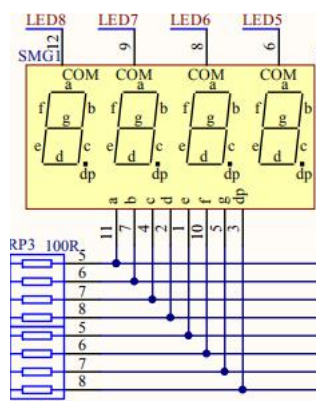 LED8 LED7 LED6 LED5
12 9 8 6
SMG1
COM COM COM COM
a a a a
f b f b f b f b
g g g g
e c e c e c e c
d d d d
dp dp dp dp
a b c d e f g dp
11 7 4 2 1 10 5 3
RP3 100R
5
6
7
8
5
6
7
8